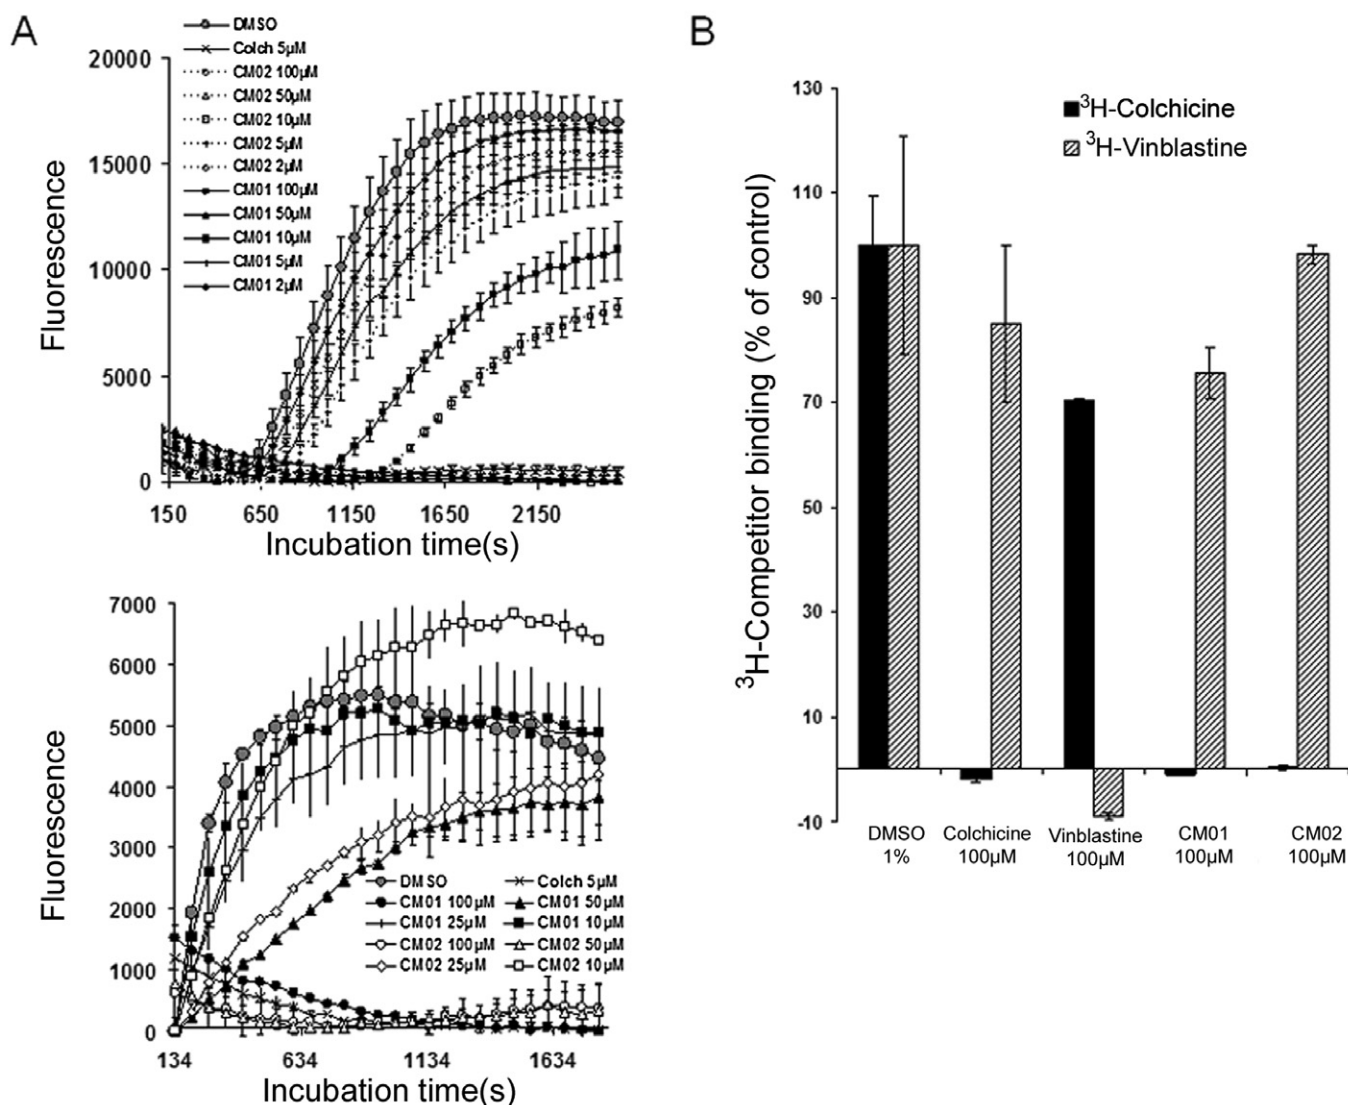 A
DMSO
Colch 5µM
CM02 100µM
CM02 50µM
CM02 10µM
CM02 5µM
CM02 2µM
CM01 100µM
CM01 50µM
CM01 10µM
CM01 5µM
CM01 2µM
20000
15000
10000
5000
0
Fluorescence
150 650 1150 1650 2150
Incubation time(s)
7000
6000
5000
4000
3000
2000
1000
0
Fluorescence
DMSO Colch 5µM
CM01 100µM CM01 50µM
CM01 25µM CM01 10µM
CM02 100µM CM02 50µM
CM02 25µM CM02 10µM
134 634 1134 1634
Incubation time(s)
B
³H-Colchicine
³H-Vinblastine
130
110
90
70
50
30
10
-10
³H-Competitor binding (% of control)
DMSO Colchicine Vinblastine CM01 CM02
1% 100µM 100µM 100µM 100µM